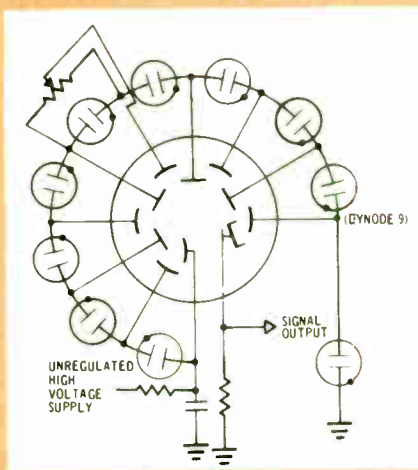 (DYNODE 9)
SIGNAL
OUTPUT
UNREGULATED
HIGH
VOLTAGE
SUPPLY